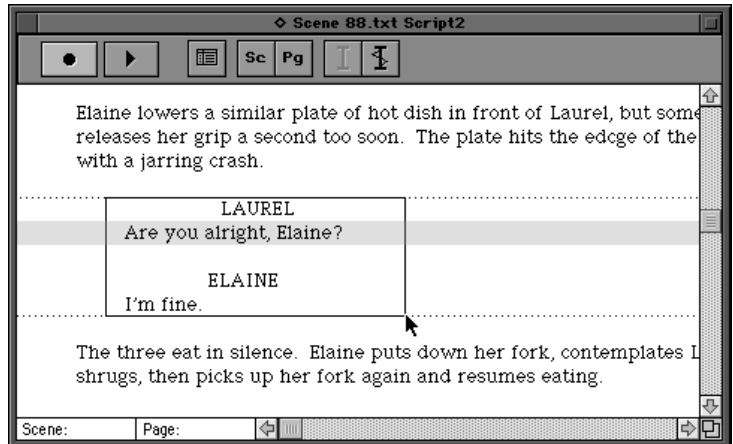 ◇ Scene 88.txt Script2
Sc Pg
Elaine lowers a similar plate of hot dish in front of Laurel, but some
releases her grip a second too soon. The plate hits the edcge of the
with a jarring crash.
LAUREL
Are you alright, Elaine?
ELAINE
I'm fine.
The three eat in silence. Elaine puts down her fork, contemplates L
shrugs, then picks up her fork again and resumes eating.
Scene: Page: